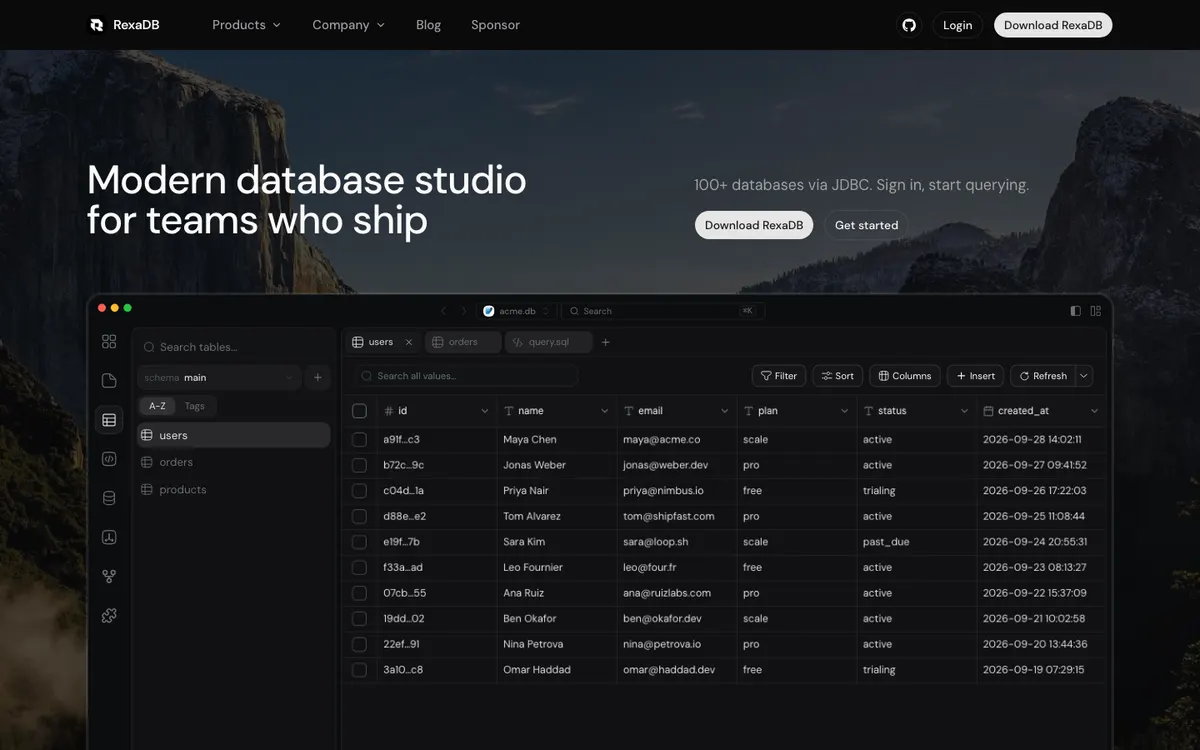 RexaDB
Products
Company
Blog
Sponsor
Login
Download RexaDB
Modern database studio
for teams who ship
100+ databases via JDBC. Sign in, start querying.
Download RexaDB
Get started
acme.db
Search
⌘K
Search tables...
schema main
A-Z
Tags
users
orders
products
users
orders
query.sql
Search all values...
Filter
Sort
Columns
Insert
Refresh
id name email plan status created_at
a91f...c3 Maya Chen maya@acme.co scale active 2026-09-28 14:02:11
b72c...9c Jonas Weber jonas@weber.dev pro active 2026-09-27 09:41:52
c04d...1a Priya Nair priya@nimbus.io free trialing 2026-09-26 17:22:03
d88e...e2 Tom Alvarez tom@shipfast.com pro active 2026-09-25 11:08:44
e19f...7b Sara Kim sara@loop.sh scale past_due 2026-09-24 20:55:31
f33a...ad Leo Fournier leo@four.fr free active 2026-09-23 08:13:27
07cb...55 Ana Ruiz ana@ruizlabs.com pro active 2026-09-22 15:37:09
19dd...02 Ben Okafor ben@okafor.dev scale active 2026-09-21 10:02:58
22ef...91 Nina Petrova nina@petrova.io pro active 2026-09-20 13:44:36
3a10...c8 Omar Haddad omar@haddad.dev free trialing 2026-09-19 07:29:15